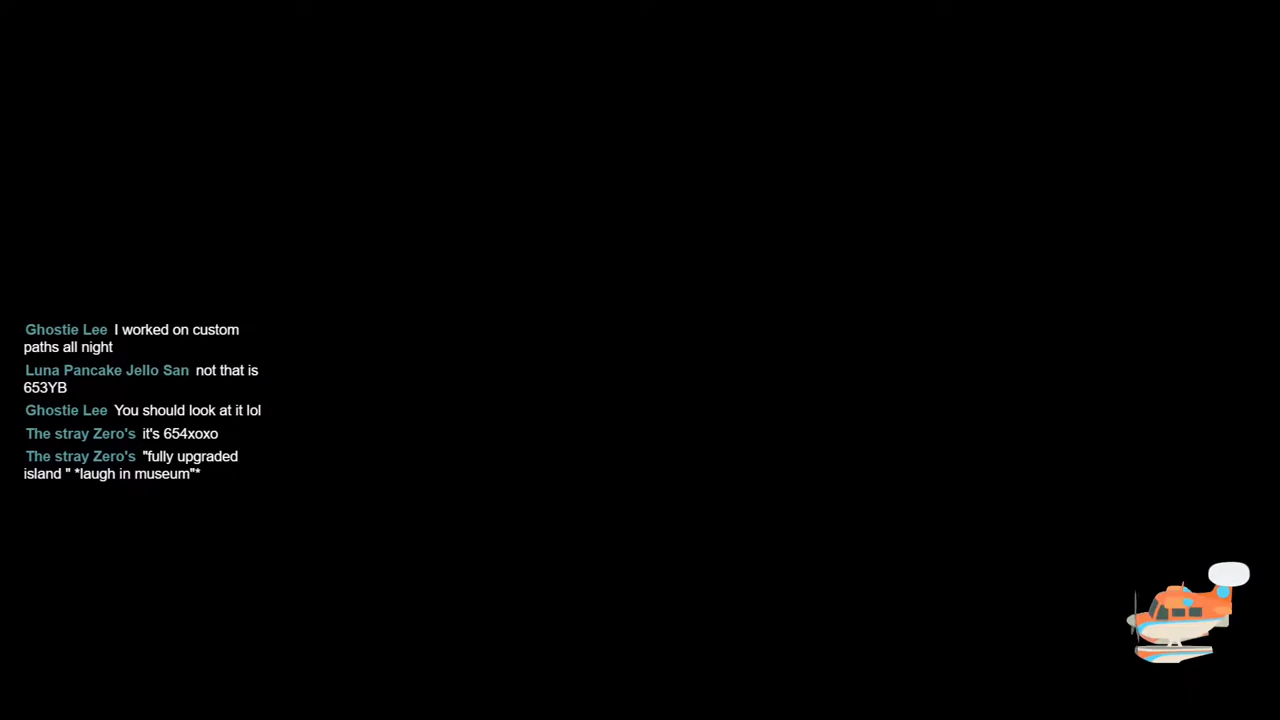 Ghostie Lee I worked on custom
paths all night
Luna Pancake Jello San not that is
653YB
Ghostie Lee You should look at it lol
The stray Zero's it's 654xoxo
The stray Zero's "fully upgraded
island " *laugh in museum"*